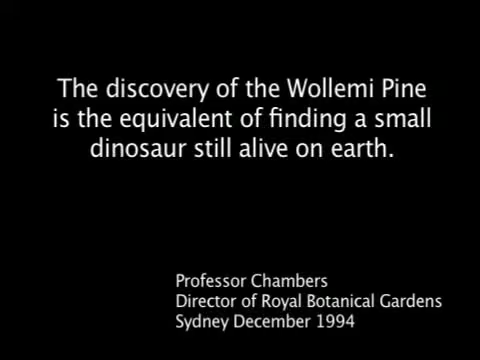 The discovery of the Wollemi Pine
is the equivalent of finding a small
dinosaur still alive on earth.
Professor Chambers
Director of Royal Botanical Gardens
Sydney December 1994